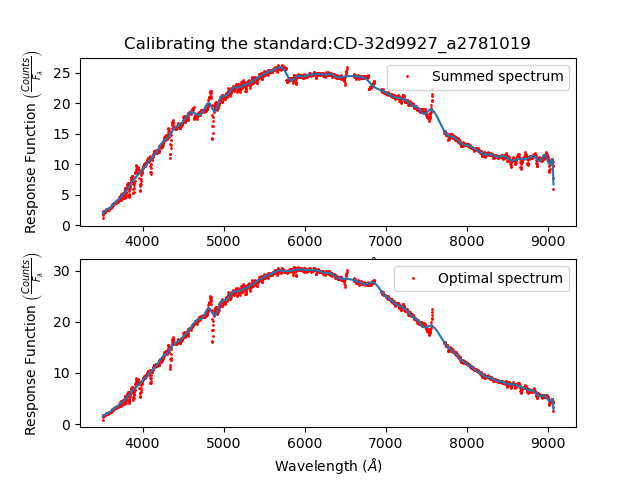 Calibrating the standard:CD-32d9927_a2781019
Response Function (Counts/Fλ)
25
20
15
10
5
0
Summed spectrum
4000 5000 6000 7000 8000 9000
Response Function (Counts/Fλ)
30
20
10
0
Optimal spectrum
4000 5000 6000 7000 8000 9000
Wavelength (Å)